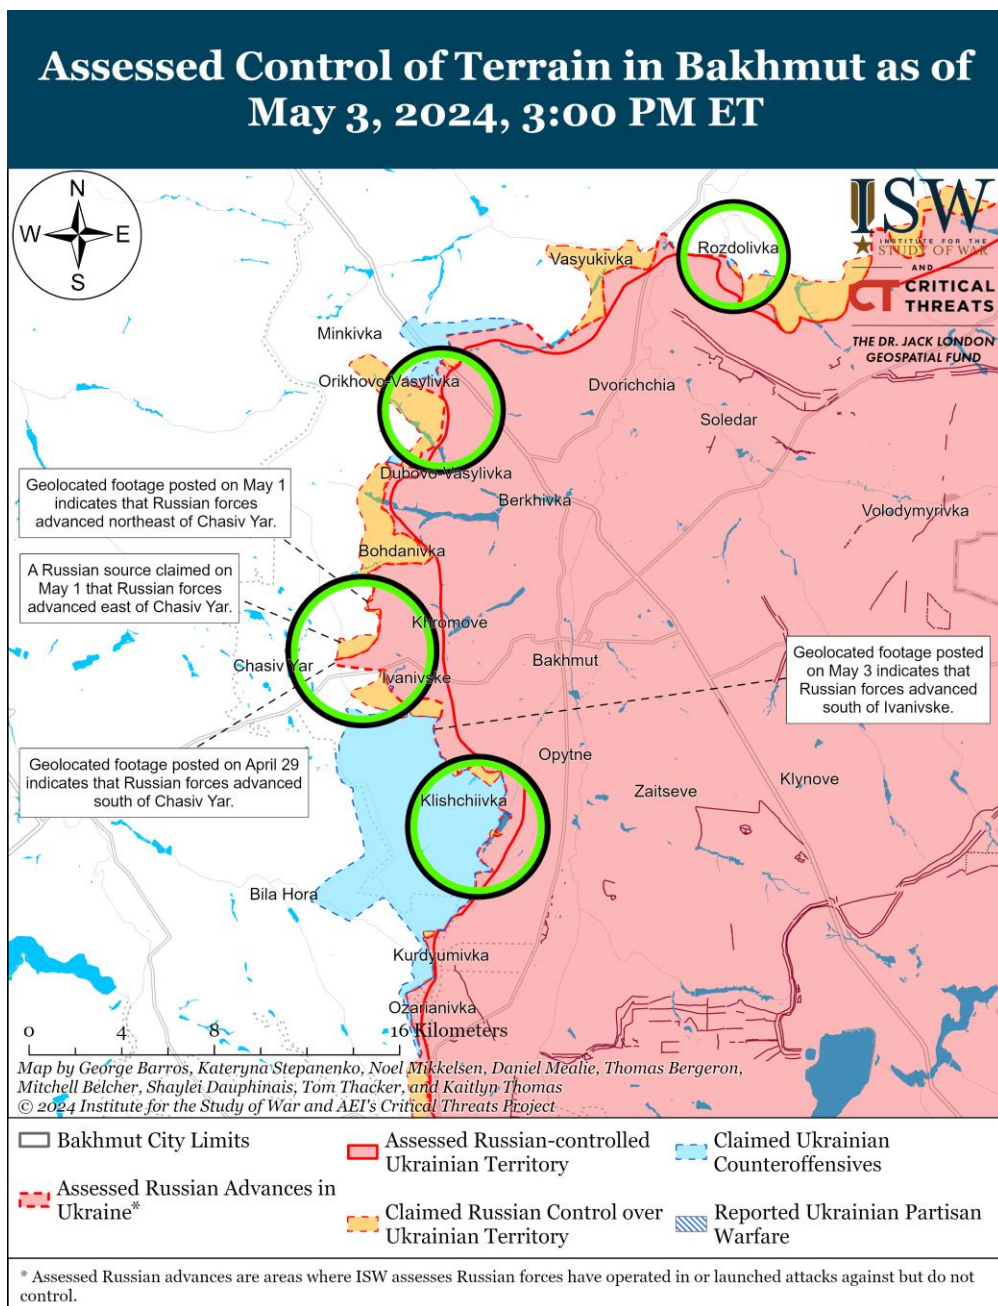 Assessed Control of Terrain in Bakhmut as of
May 3, 2024, 3:00 PM ET
N
W
E
S
ISW
INSTITUTE FOR THE
STUDY OF WAR
AND
CT CRITICAL
THREATS
THE DR. JACK LONDON
GEOSPATIAL FUND
Rozdolivka
Vasyukivka
Minkivka
Orikhovo-Vasylivka
Dvorichchia
Soledar
Dubovo-Vasylivka
Berkhivka
Volodymyrivka
Bohdanivka
Geolocated footage posted on May 1
indicates that Russian forces
advanced northeast of Chasiv Yar.
A Russian source claimed on
May 1 that Russian forces
advanced east of Chasiv Yar.
Khromove
Chasiv Yar
Ivanivske
Bakhmut
Geolocated footage posted
on May 3 indicates that
Russian forces advanced
south of Ivanivske.
Geolocated footage posted on April 29
indicates that Russian forces advanced
south of Chasiv Yar.
Opytne
Klishchiivka
Zaitseve
Klynove
Bila Hora
Kurdyumivka
Ozarianivka
0 4 8 16 Kilometers
Map by George Barros, Kateryna Stepanenko, Noel Mikkelsen, Daniel Mealie, Thomas Bergeron,
Mitchell Belcher, Shaylei Dauphinais, Tom Thacker, and Kaitlyn Thomas
© 2024 Institute for the Study of War and AEI's Critical Threats Project
Bakhmut City Limits
Assessed Russian Advances in
Ukraine*
Assessed Russian-controlled
Ukrainian Territory
Claimed Russian Control over
Ukrainian Territory
Claimed Ukrainian
Counteroffensives
Reported Ukrainian Partisan
Warfare
* Assessed Russian advances are areas where ISW assesses Russian forces have operated in or launched attacks against but do not
control.